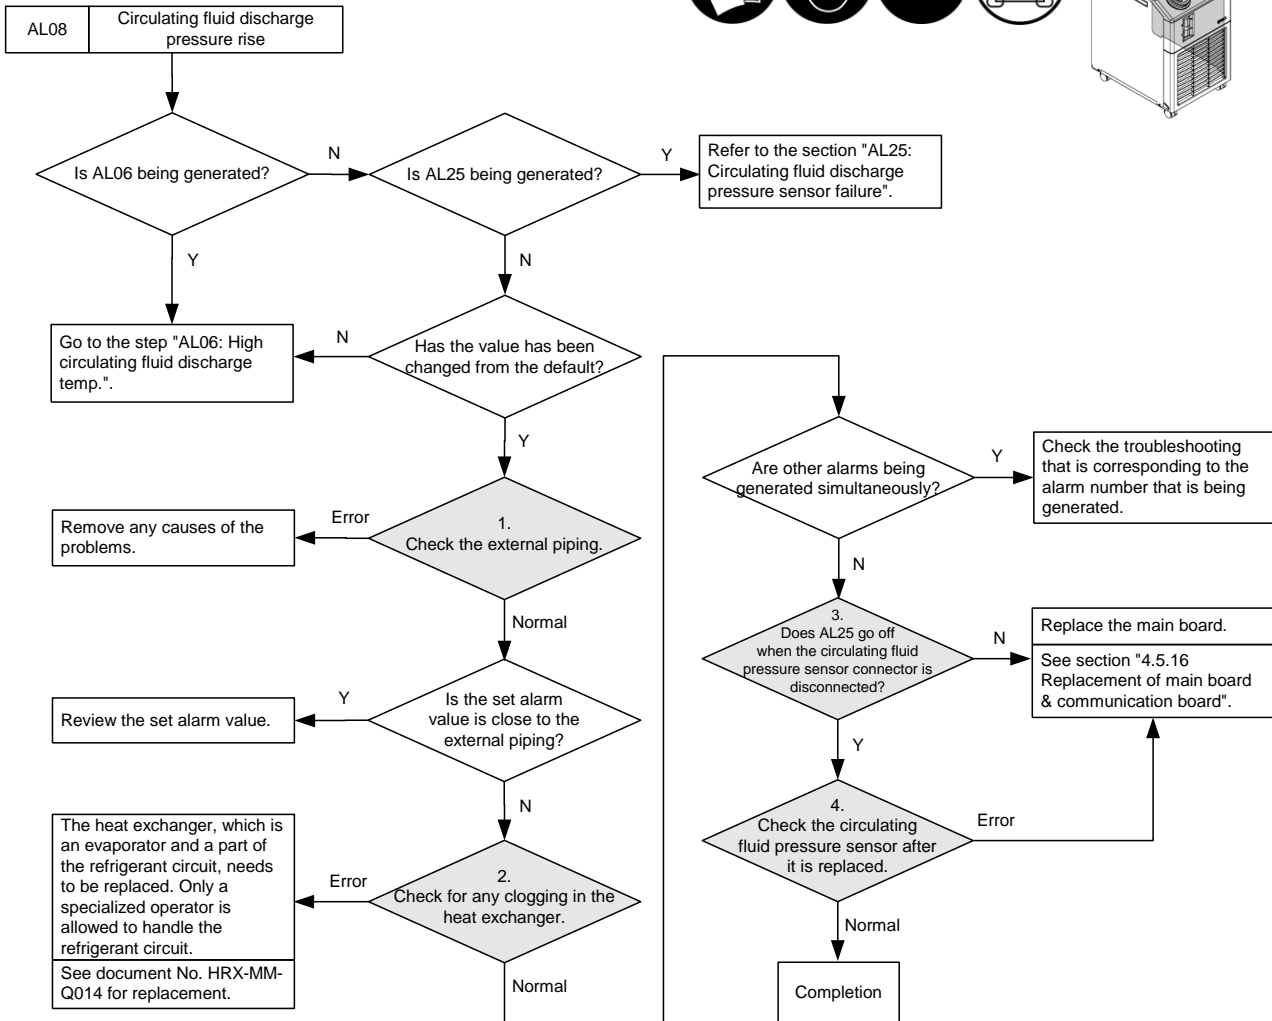 AL08
Circulating fluid discharge
pressure rise
Is AL06 being generated?
N
Is AL25 being generated?
Y
Refer to the section "AL25:
Circulating fluid discharge
pressure sensor failure".
Y
N
Go to the step "AL06: High
circulating fluid discharge
temp.".
N
Has the value has been
changed from the default?
Y
Remove any causes of the
problems.
Error
1.
Check the external piping.
Normal
Review the set alarm value.
Y
Is the set alarm
value is close to the
external piping?
N
The heat exchanger, which is
an evaporator and a part of
the refrigerant circuit, needs
to be replaced. Only a
specialized operator is
allowed to handle the
refrigerant circuit.
See document No. HRX-MM-
Q014 for replacement.
Error
2.
Check for any clogging in the
heat exchanger.
Normal
Are other alarms being
generated simultaneously?
Y
Check the troubleshooting
that is corresponding to the
alarm number that is being
generated.
N
3.
Does AL25 go off
when the circulating fluid
pressure sensor connector is
disconnected?
N
Replace the main board.
See section "4.5.16
Replacement of main board
& communication board".
Y
4.
Check the circulating
fluid pressure sensor after
it is replaced.
Error
Normal
Completion